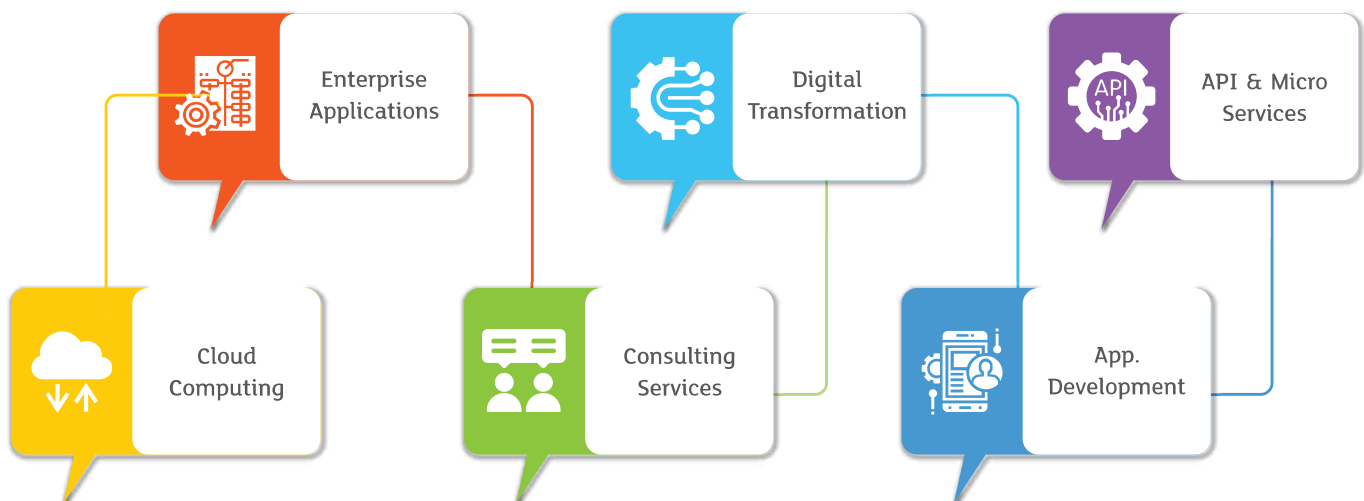 Enterprise
Applications
Digital
Transformation
API
API & Micro
Services
Cloud
Computing
Consulting
Services
App.
Development